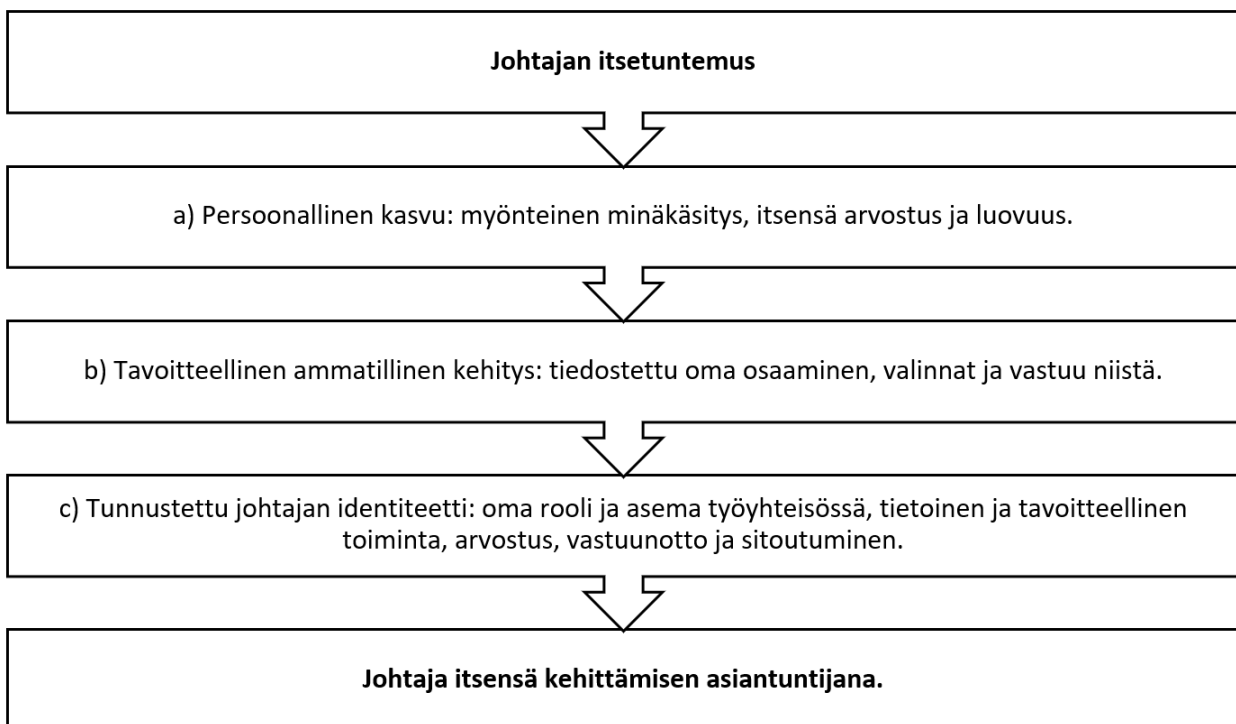 Johtajan itsetuntemus
a) Persoonallinen kasvu: myönteinen minäkäsitys, itsensä arvostus ja luovuus.
b) Tavoitteellinen ammatillinen kehitys: tiedostettu oma osaaminen, valinnat ja vastuu niistä.
c) Tunnustettu johtajan identiteetti: oma rooli ja asema työyhteisössä, tietoinen ja tavoitteellinen
toiminta, arvostus, vastuunotto ja sitoutuminen.
Johtaja itsensä kehittämisen asiantuntijana.